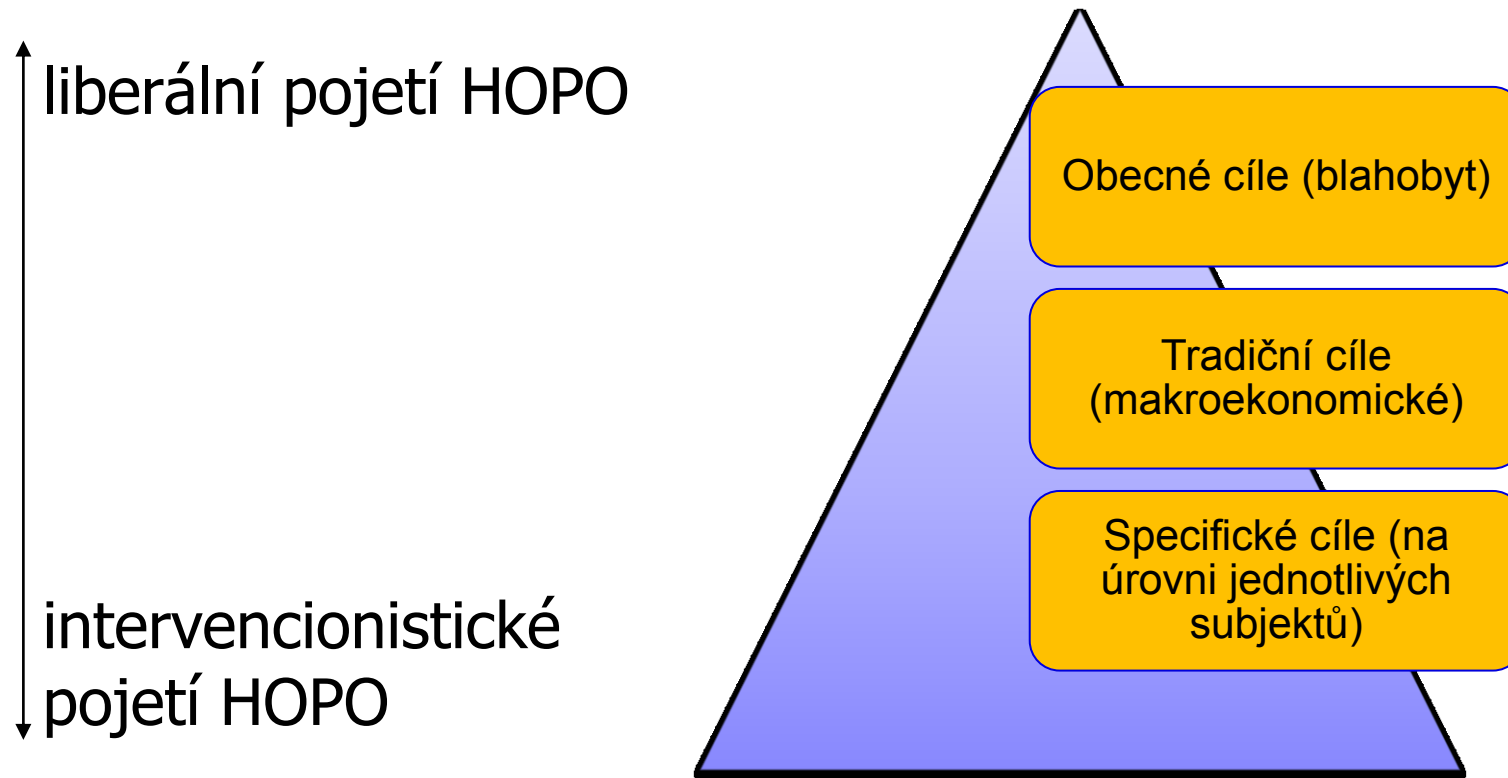 liberální pojetí HOPO
Obecné cíle (blahobyt)
Tradiční cíle
(makroekonomické)
Specifické cíle (na
úrovni jednotlivých
subjektů)
intervencionistické
pojetí HOPO